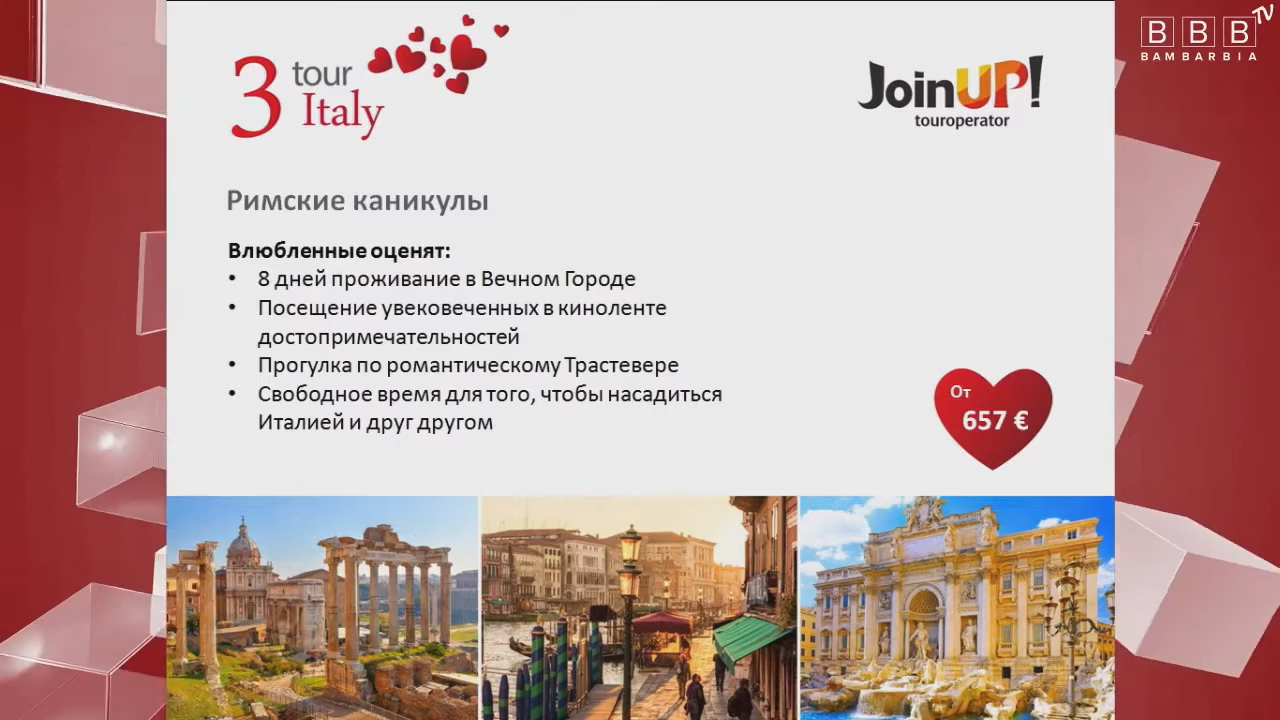 BBB TV
BAMBARBIA
3 tour
Italy
JoinUP!
touroperator
Римские каникулы
Влюбленные оценят:
• 8 дней проживание в Вечном Городе
• Посещение увековеченных в киноленте
достопримечательностей
• Прогулка по романтическому Трастевере
• Свободное время для того, чтобы насадиться
Италией и друг другом
От
657 €